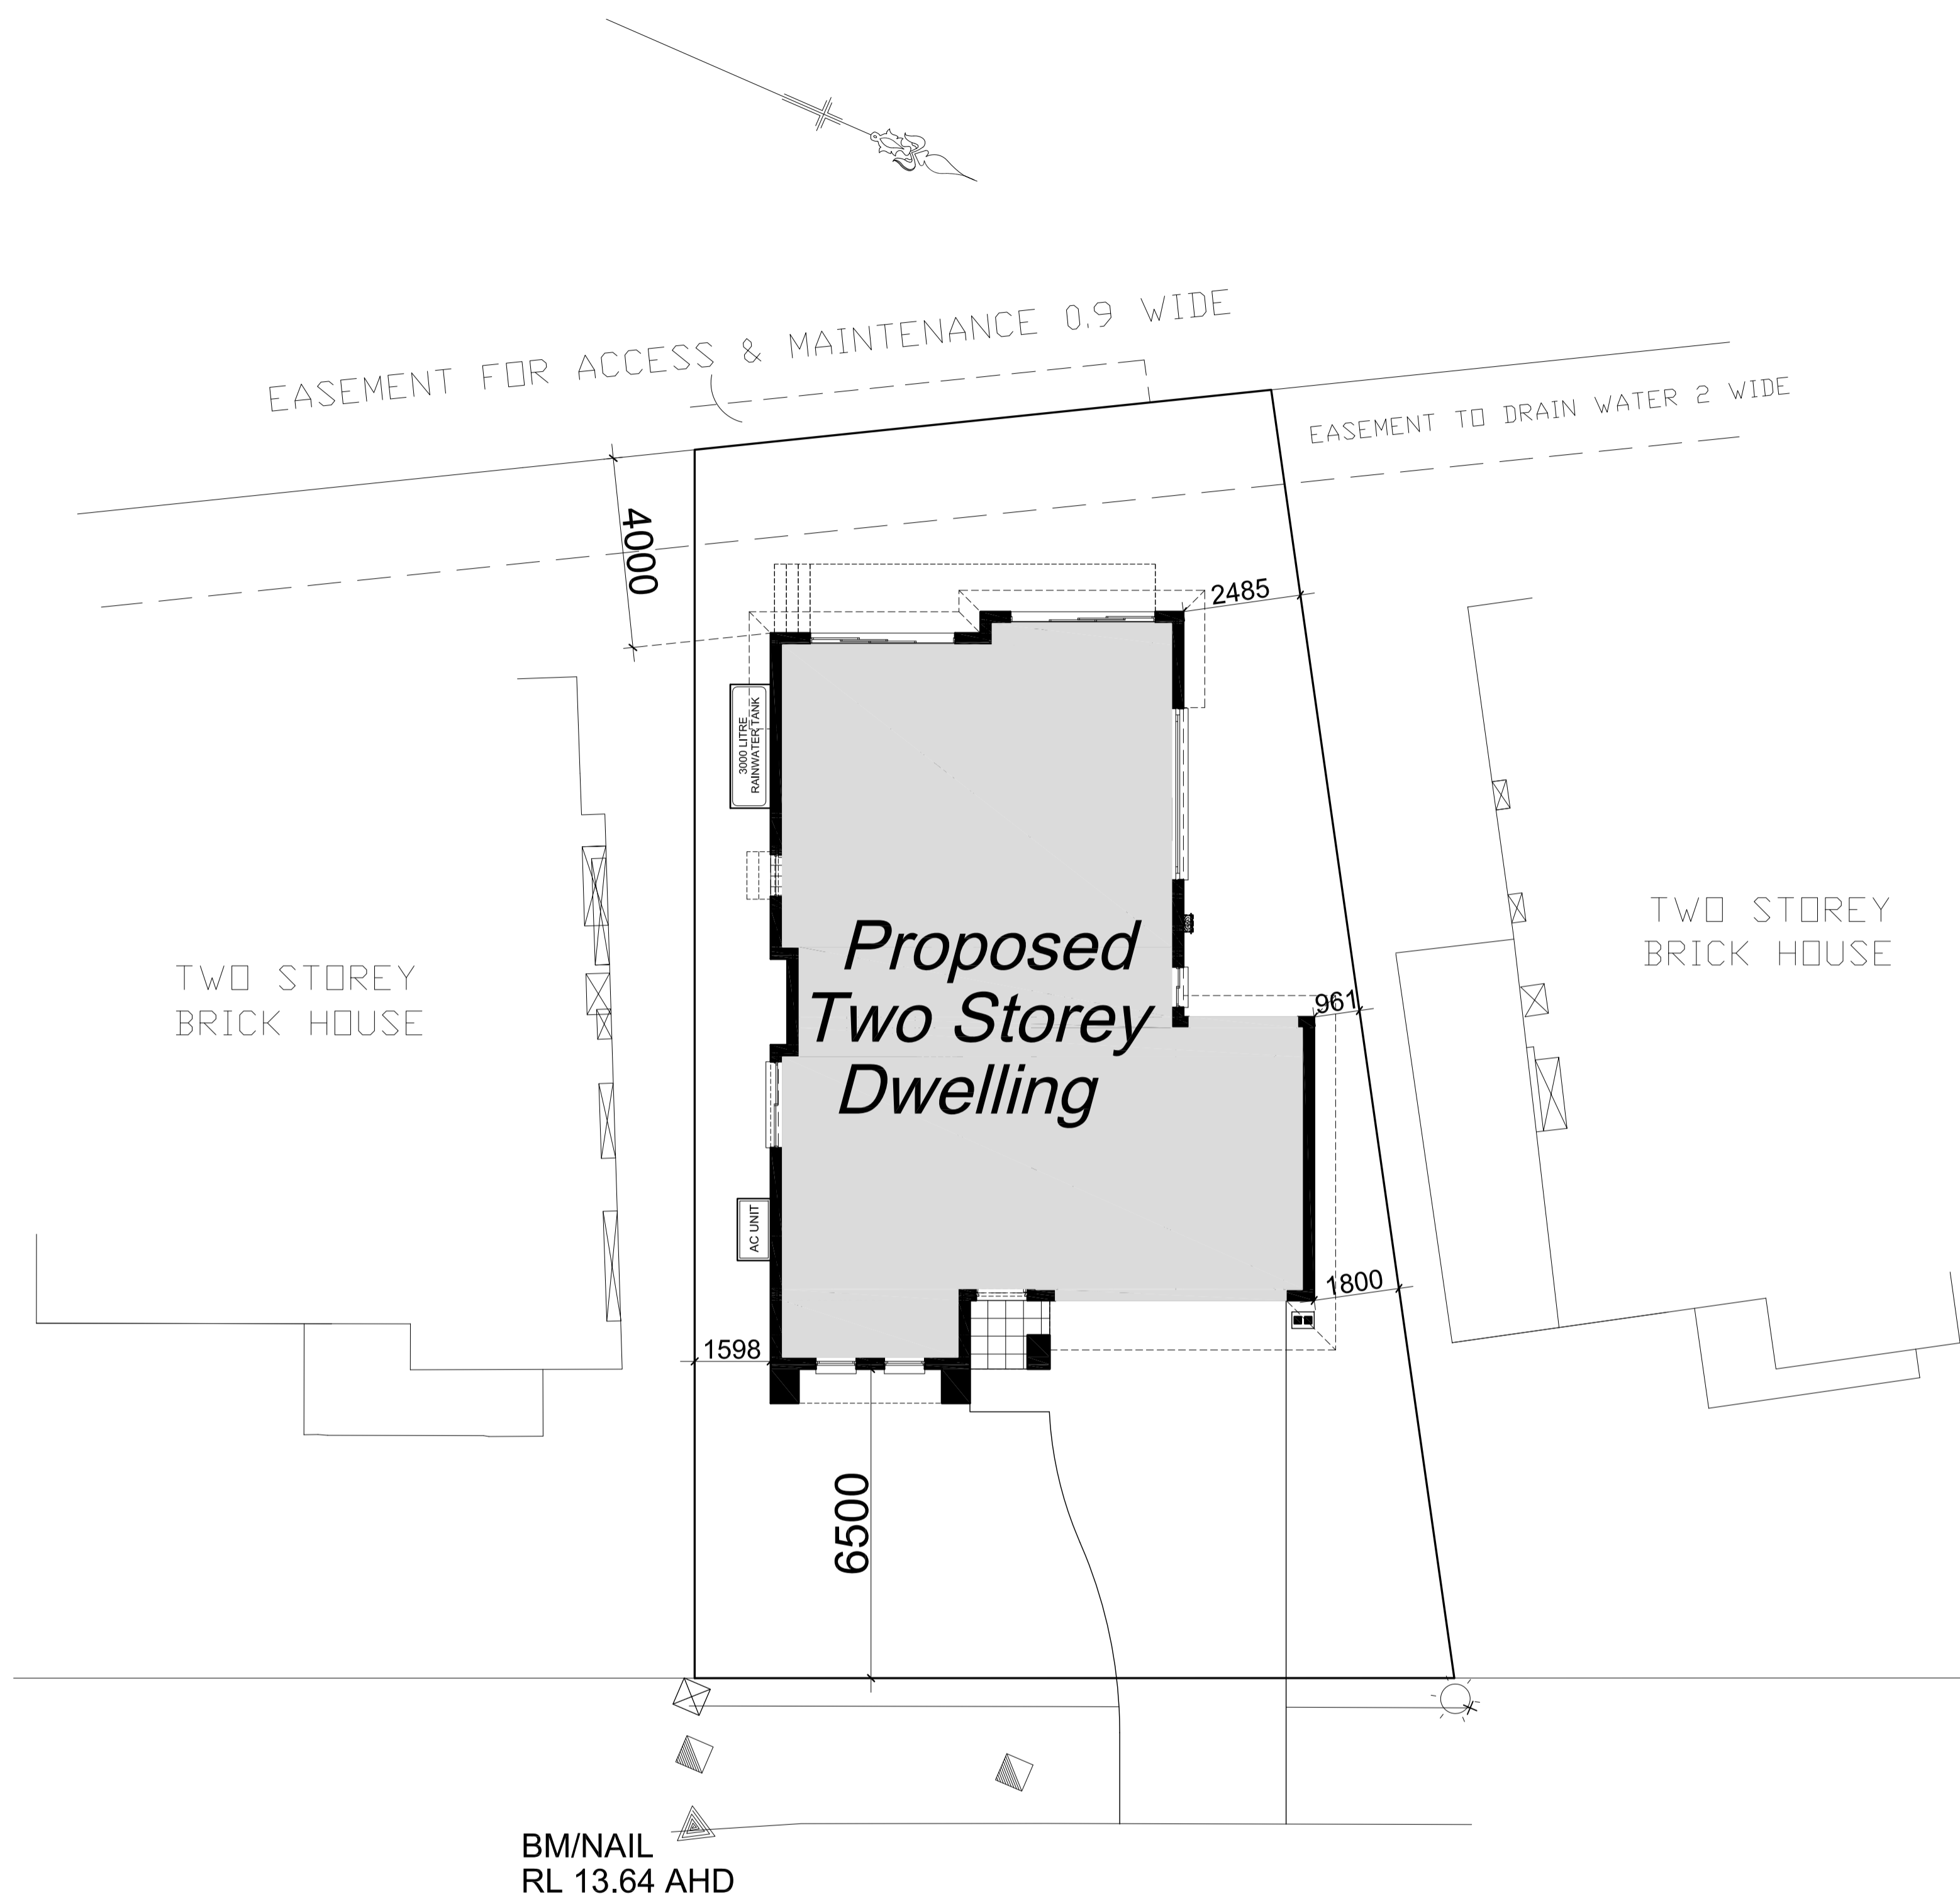 EASEMENT FOR ACCESS & MAINTENANCE 0.9 WIDE
EASEMENT TO DRAIN WATER 2 WIDE
4000
2485
3000 LITRE
RAINWATER TANK
TWO STOREY
BRICK HOUSE
Proposed
Two Storey
Dwelling
961
TWO STOREY
BRICK HOUSE
AC UNIT
1800
1598
6500
BM/NAIL
RL 13.64 AHD